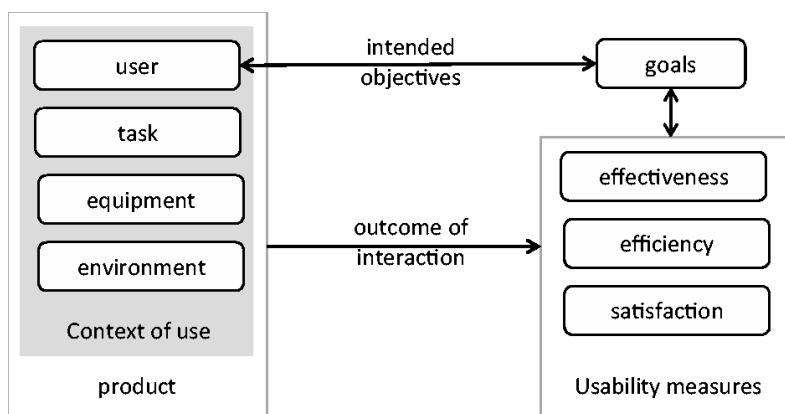 user
task
equipment
environment
Context of use
product
intended
objectives
outcome of
interaction
goals
effectiveness
efficiency
satisfaction
Usability measures